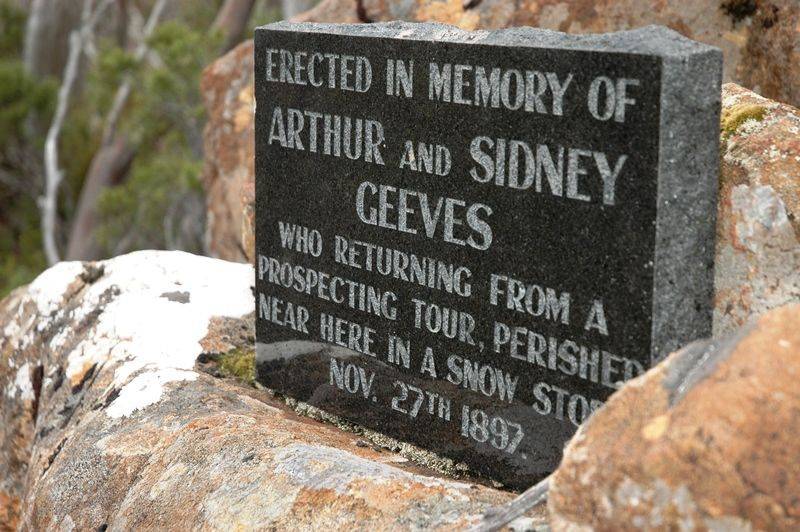 ERECTED IN MEMORY OF
ARTHUR AND SIDNEY
GEEVES
WHO RETURNING FROM A
PROSPECTING TOUR, PERISHED
NEAR HERE IN A SNOW
NOV. 27TH 1897.